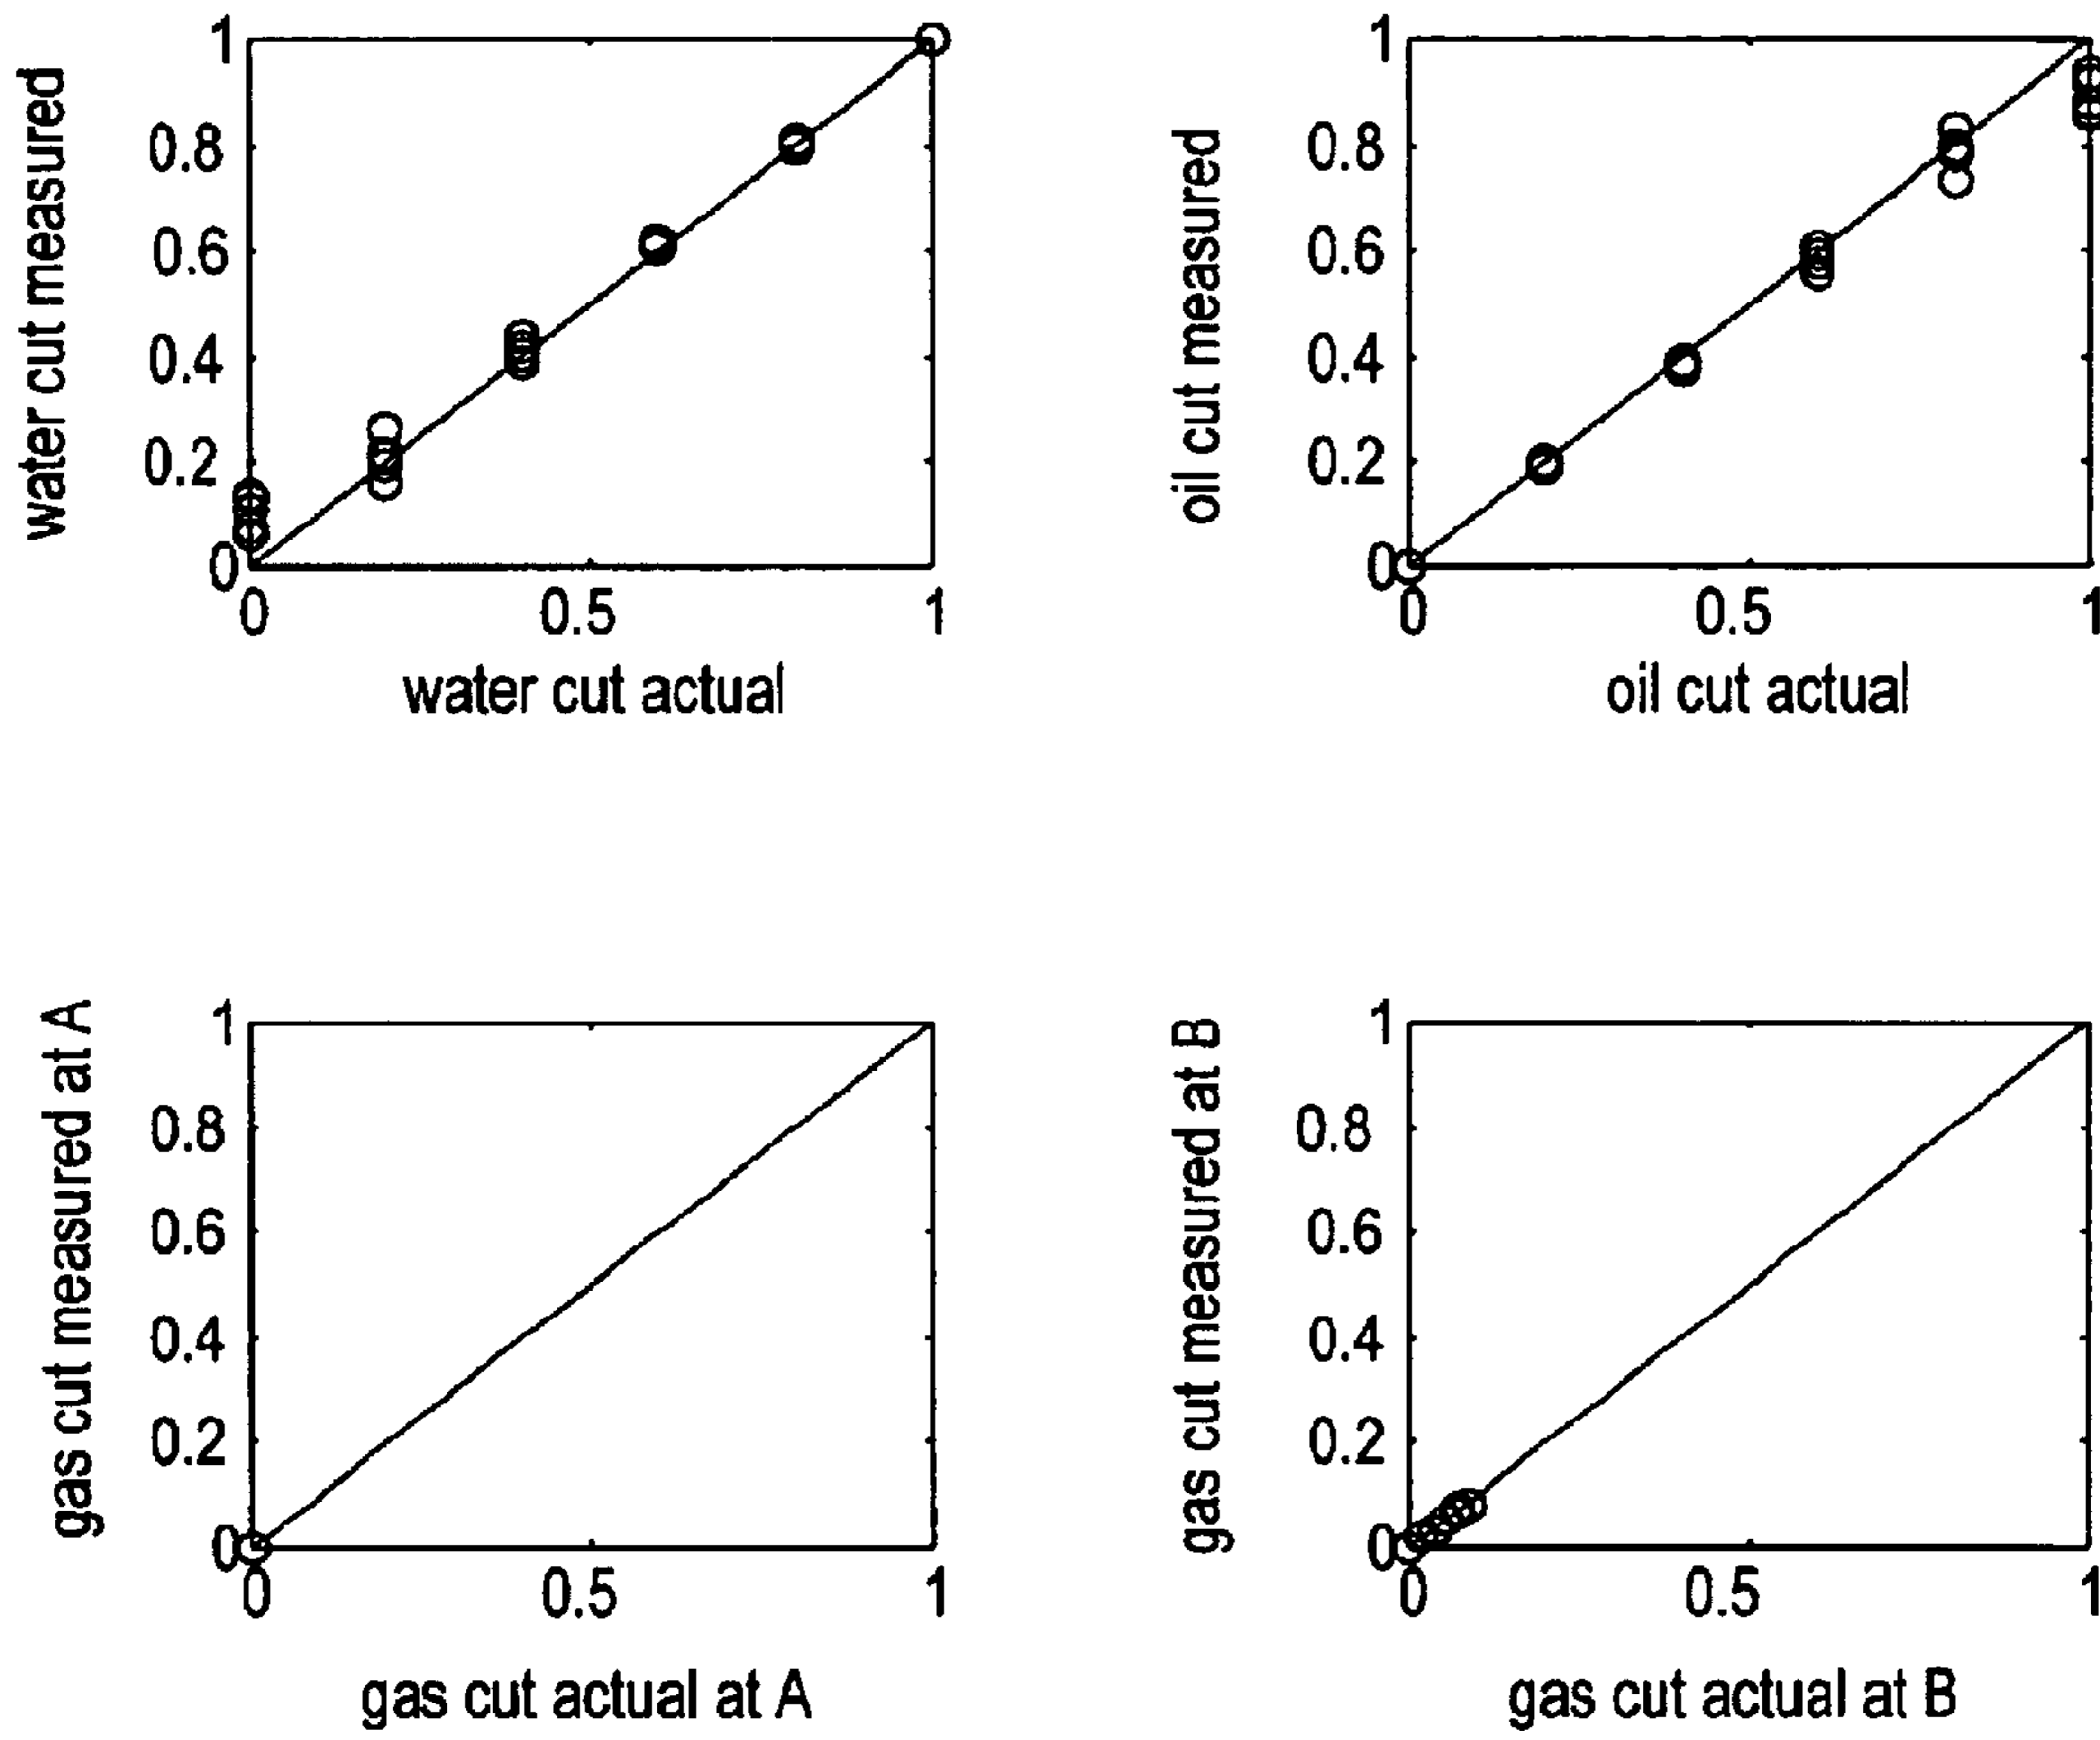 water cut measured
1
0.8
0.6
0.4
0.2
0
0 0.5 1
water cut actual
oil cut measured
1
0.8
0.6
0.4
0.2
0
0 0.5 1
oil cut actual
gas cut measured at A
1
0.8
0.6
0.4
0.2
0
0 0.5 1
gas cut actual at A
gas cut measured at B
1
0.8
0.6
0.4
0.2
0
0 0.5 1
gas cut actual at B